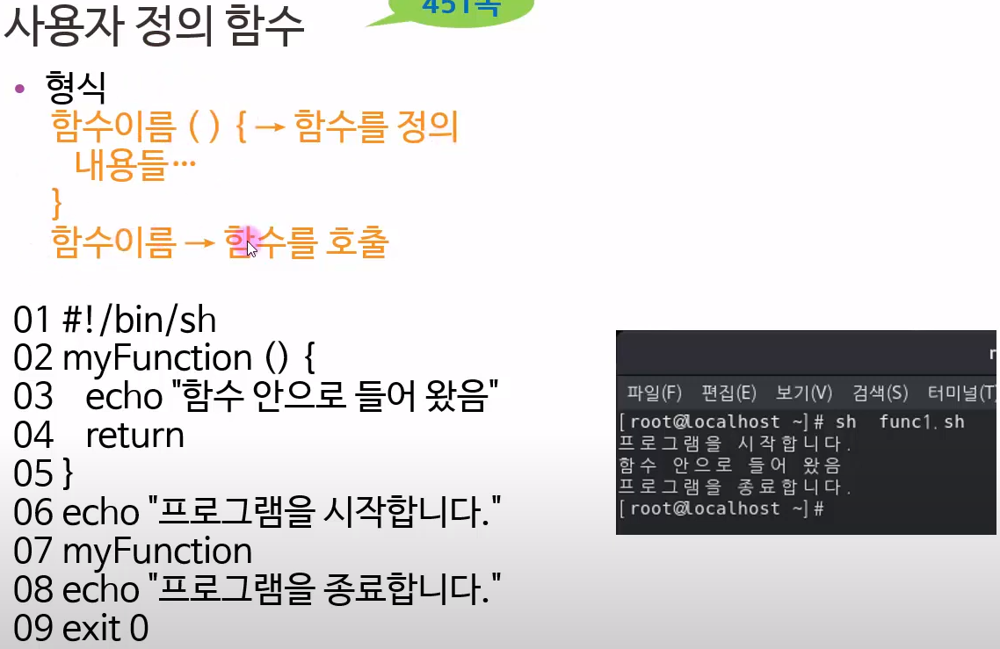 451쪽
사용자 정의 함수
• 형식
함수이름 ( ) { → 함수를 정의
내용들…
}
함수이름 → 함수를 호출
01 #!/bin/sh
02 myFunction () {
03 echo "함수 안으로 들어 왔음"
04 return
05 }
06 echo "프로그램을 시작합니다."
07 myFunction
08 echo "프로그램을 종료합니다."
09 exit 0
파일(F) 편집(E) 보기(V) 검색(S) 터미널(T)
[root@localhost ~]# sh func1.sh
프로그램을 시작합니다.
함수 안으로 들어 왔음
프로그램을 종료합니다.
[root@localhost ~]#